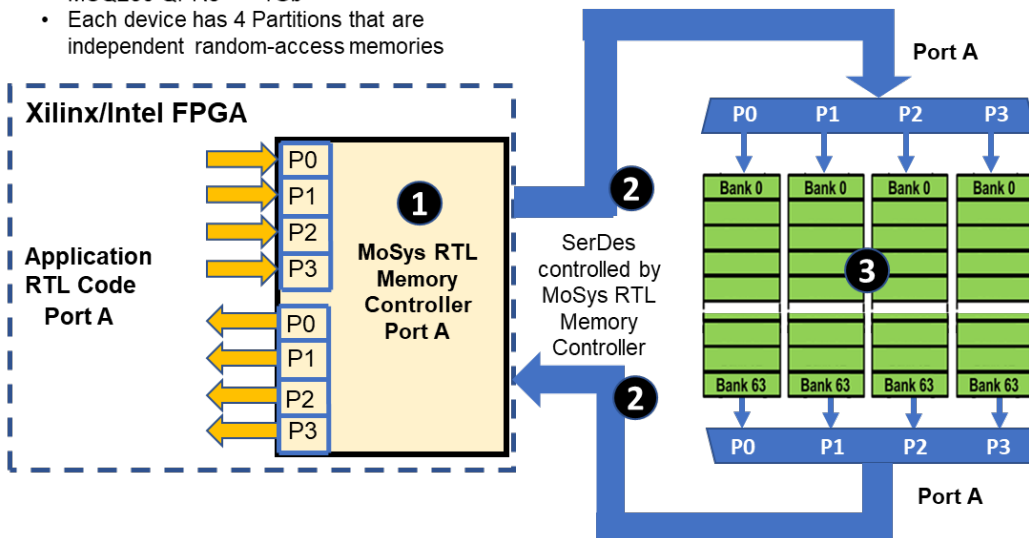 • Each device has 4 Partitions that are
independent random-access memories
Xilinx/Intel FPGA
P0
P1
P2
P3
P0
P1
P2
P3
Application
RTL Code
Port A
1
MoSys RTL
Memory
Controller
Port A
2
SerDes
controlled by
MoSys RTL
Memory
Controller
2
Port A
P0 P1 P2 P3
Bank 0 Bank 0 Bank 0 Bank 0
3
Bank 63 Bank 63 Bank 63 Bank 63
P0 P1 P2 P3
Port A